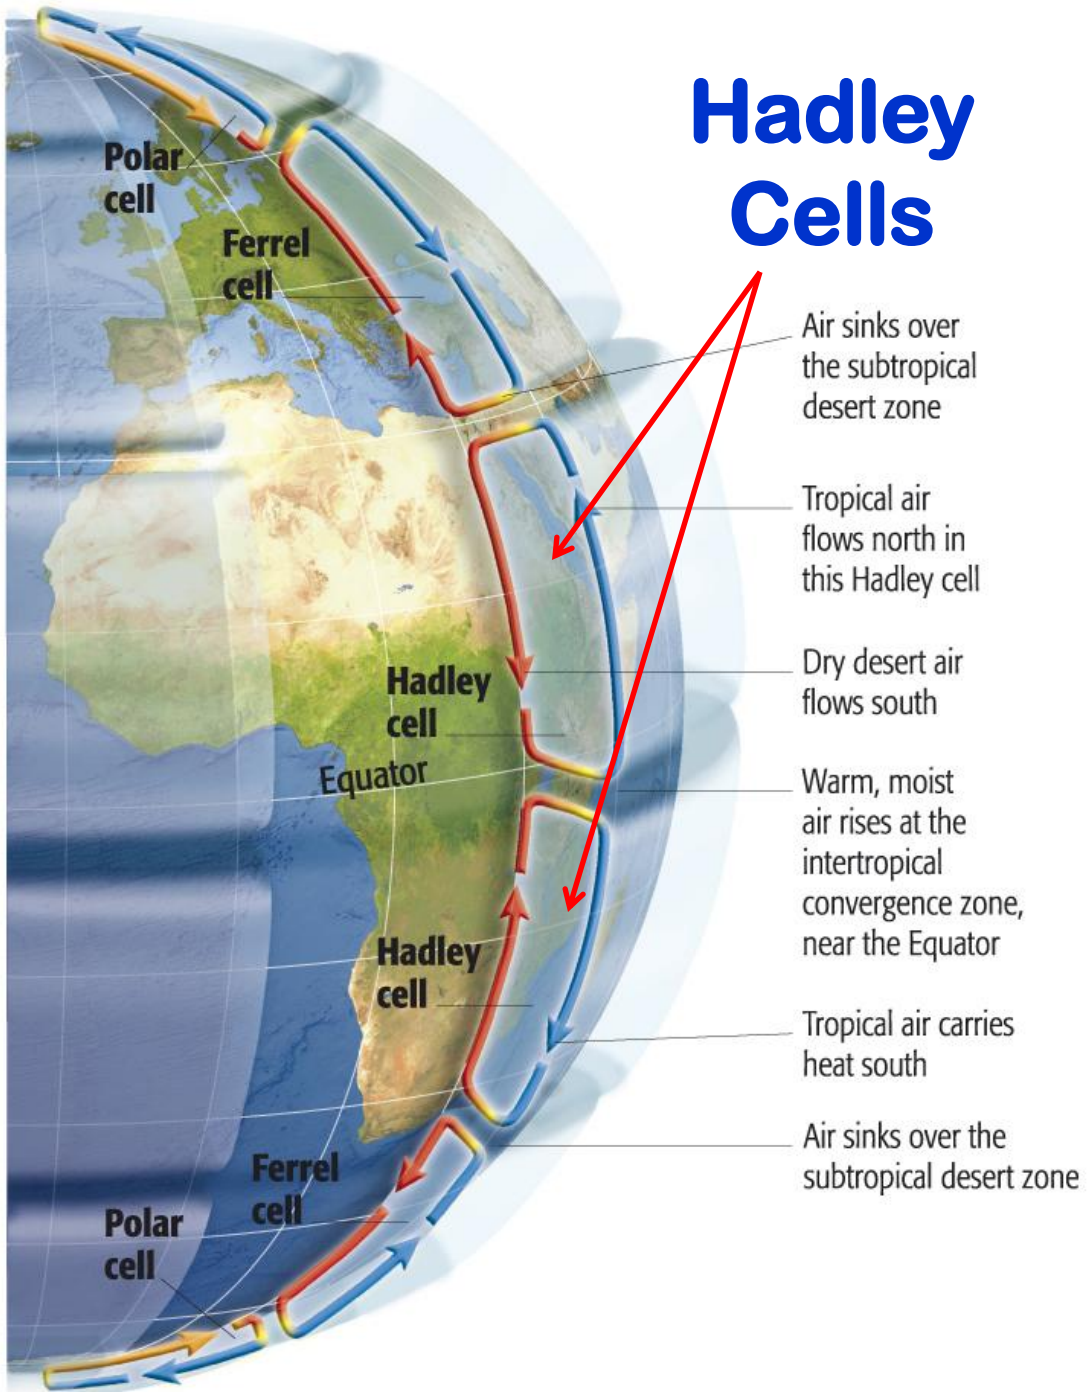 Hadley
Cells
Polar
cell
Ferrel
cell
Air sinks over
the subtropical
desert zone
Tropical air
flows north in
this Hadley cell
Hadley
cell
Dry desert air
flows south
Equator
Warm, moist
air rises at the
intertropical
convergence zone,
near the Equator
Hadley
cell
Tropical air carries
heat south
Air sinks over the
subtropical desert zone
Ferrel
cell
Polar
cell